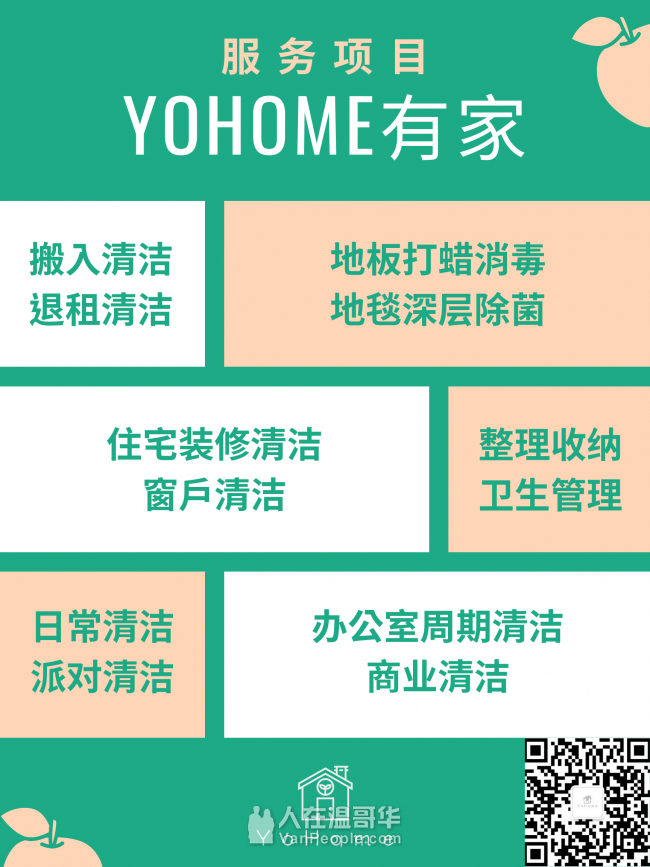 服务项目
YOHOME有家
搬入清洁
退租清洁
地板打蜡消毒
地毯深层除菌
住宅装修清洁
窗戶清洁
整理收纳
卫生管理
日常清洁
派对清洁
办公室周期清洁
商业清洁
人在温哥华
VanPeople.com
YoHome